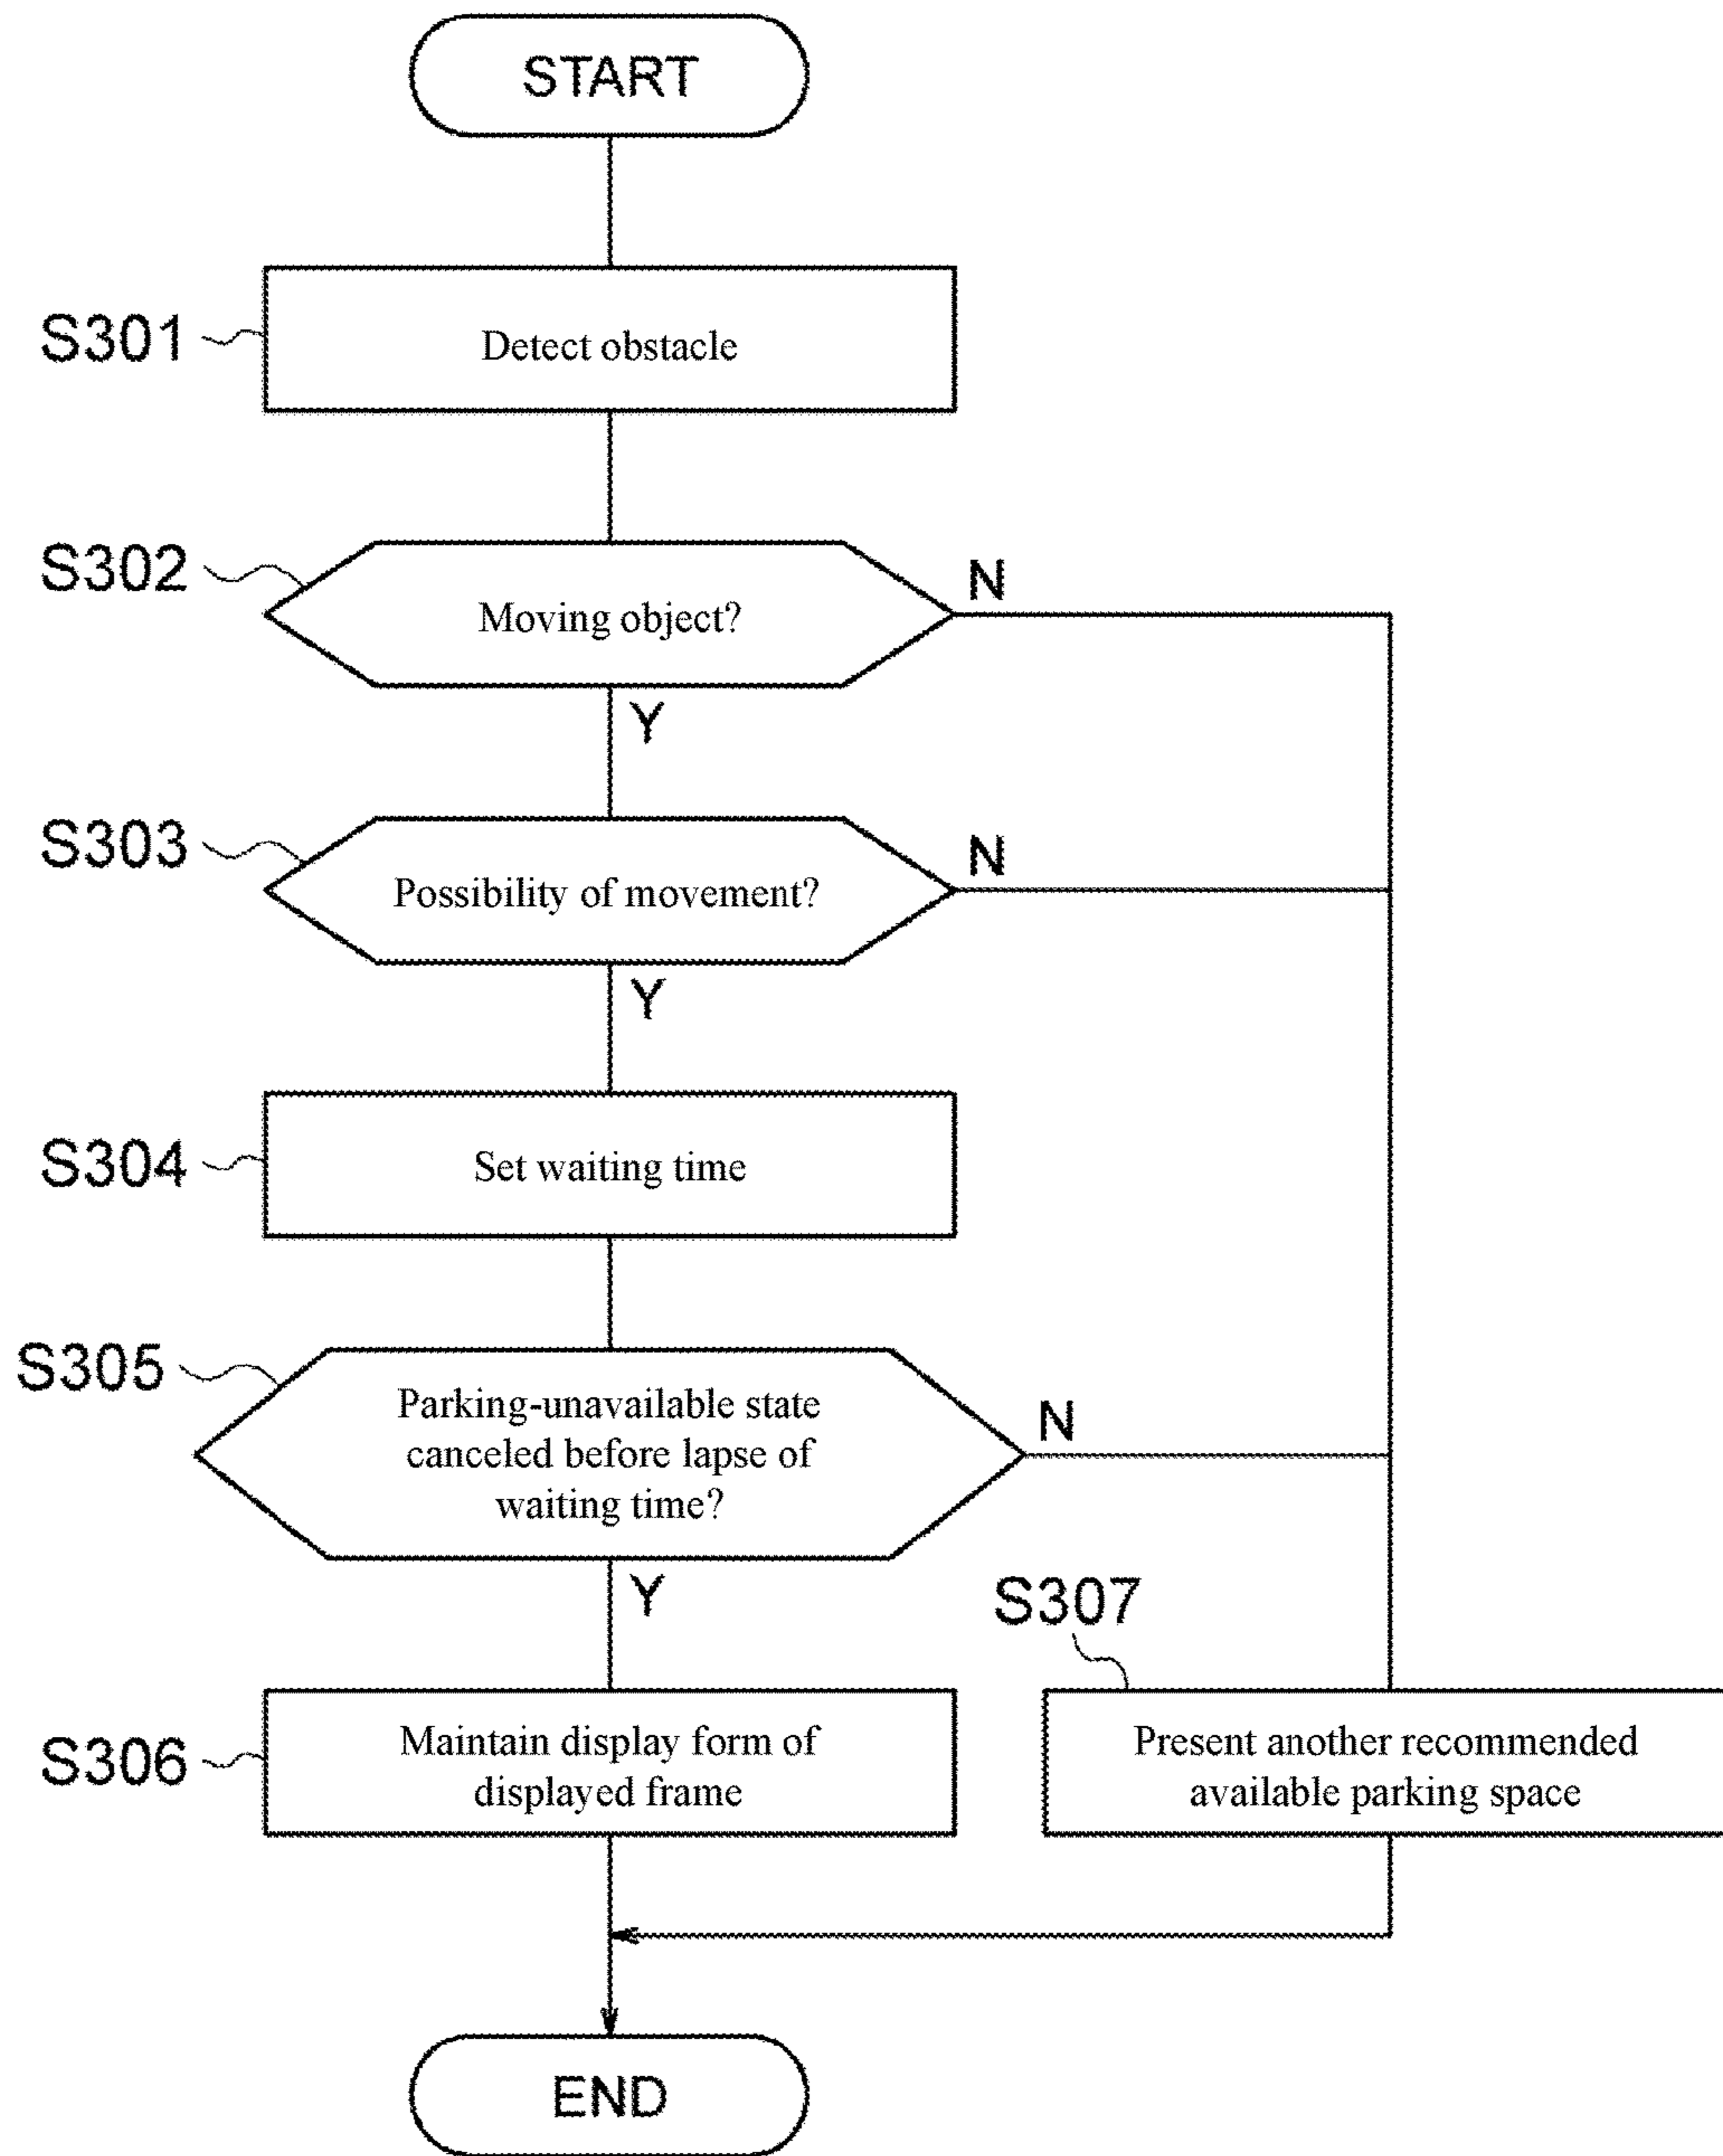 START
S301
Detect obstacle
S302
Moving object?
N
Y
S303
Possibility of movement?
N
Y
S304
Set waiting time
S305
Parking-unavailable state
canceled before lapse of
waiting time?
N
Y
S306
Maintain display form of
displayed frame
S307
Present another recommended
available parking space
END